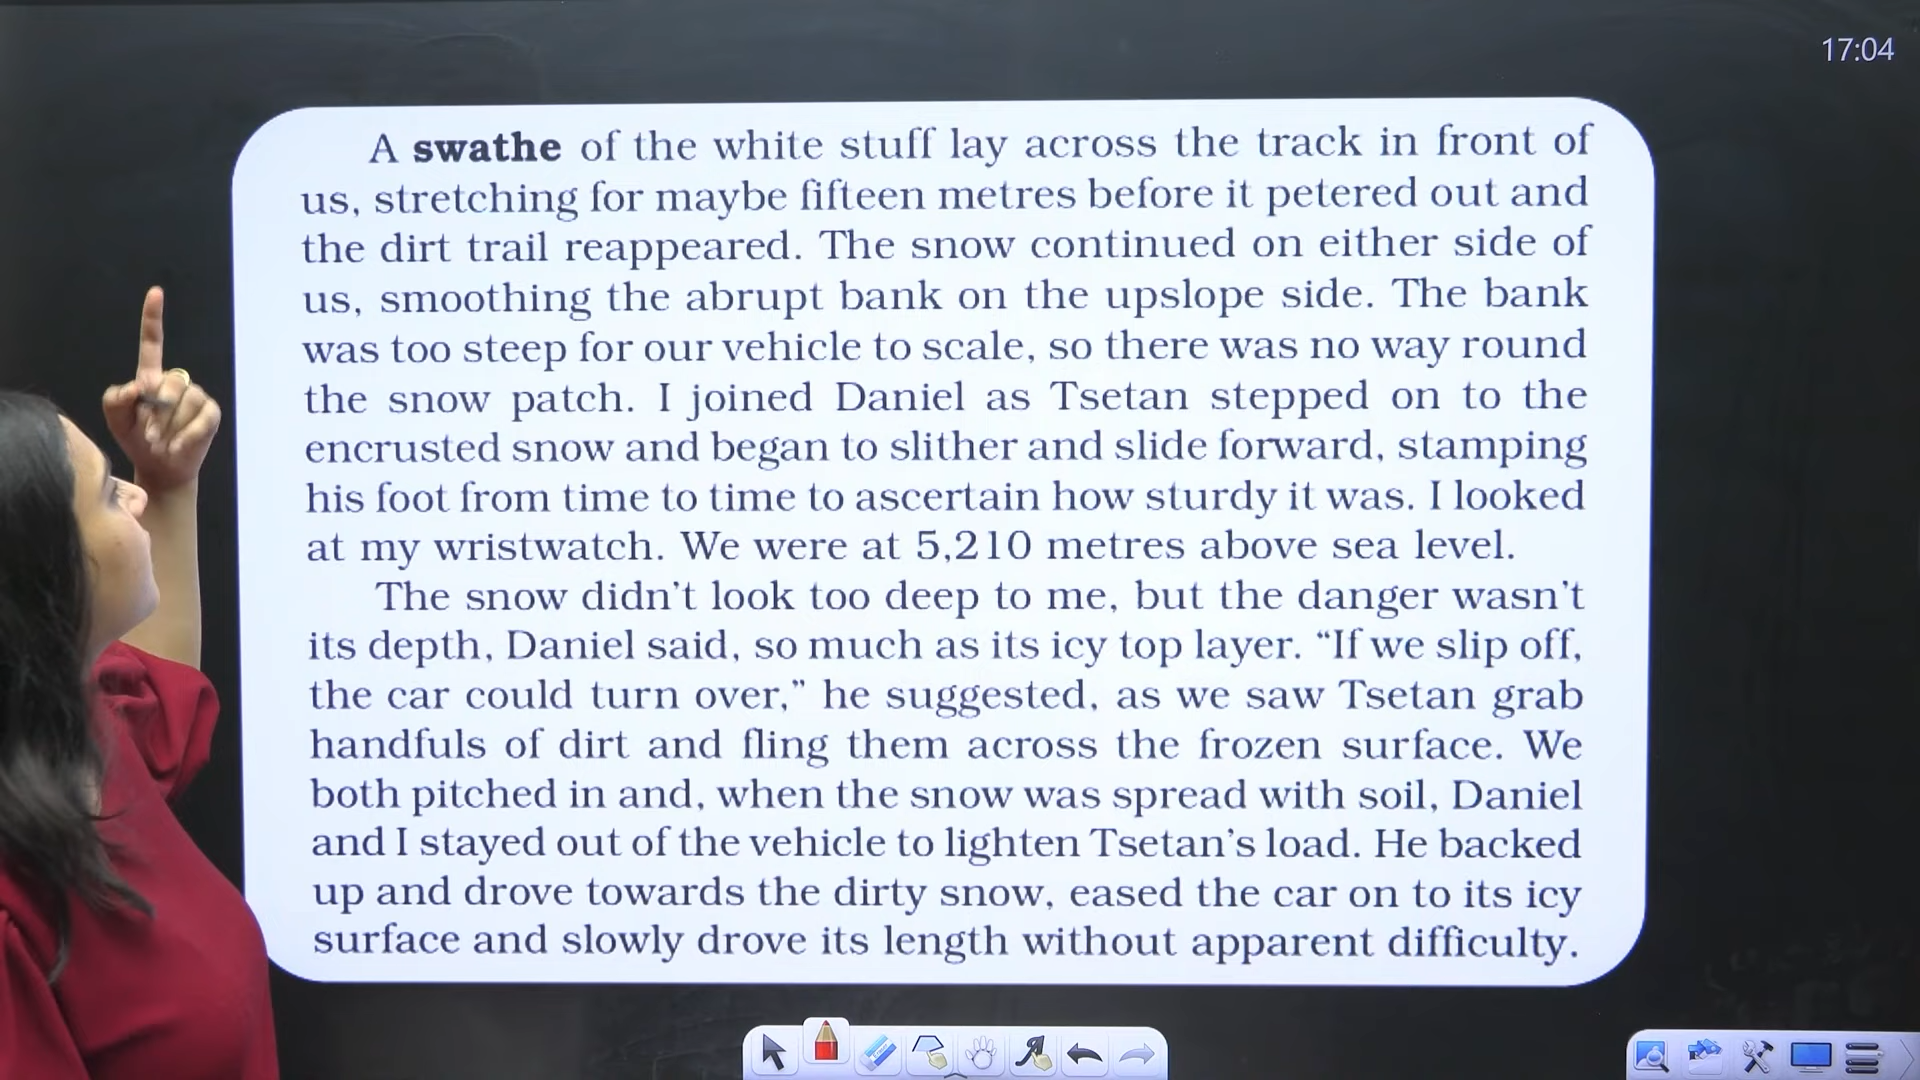 17:04
A swathe of the white stuff lay across the track in front of
us, stretching for maybe fifteen metres before it petered out and
the dirt trail reappeared. The snow continued on either side of
us, smoothing the abrupt bank on the upslope side. The bank
was too steep for our vehicle to scale, so there was no way round
the snow patch. I joined Daniel as Tsetan stepped on to the
encrusted snow and began to slither and slide forward, stamping
his foot from time to time to ascertain how sturdy it was. I looked
at my wristwatch. We were at 5,210 metres above sea level.
The snow didn’t look too deep to me, but the danger wasn’t
its depth, Daniel said, so much as its icy top layer. “If we slip off,
the car could turn over,” he suggested, as we saw Tsetan grab
handfuls of dirt and fling them across the frozen surface. We
both pitched in and, when the snow was spread with soil, Daniel
and I stayed out of the vehicle to lighten Tsetan’s load. He backed
up and drove towards the dirty snow, eased the car on to its icy
surface and slowly drove its length without apparent difficulty.